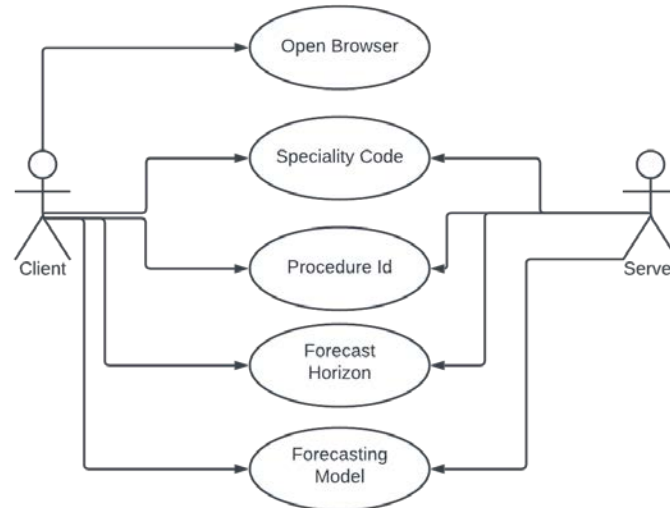 Open Browser
Speciality Code
Client
Procedure Id
Serve
Forecast
Horizon
Forecasting
Model